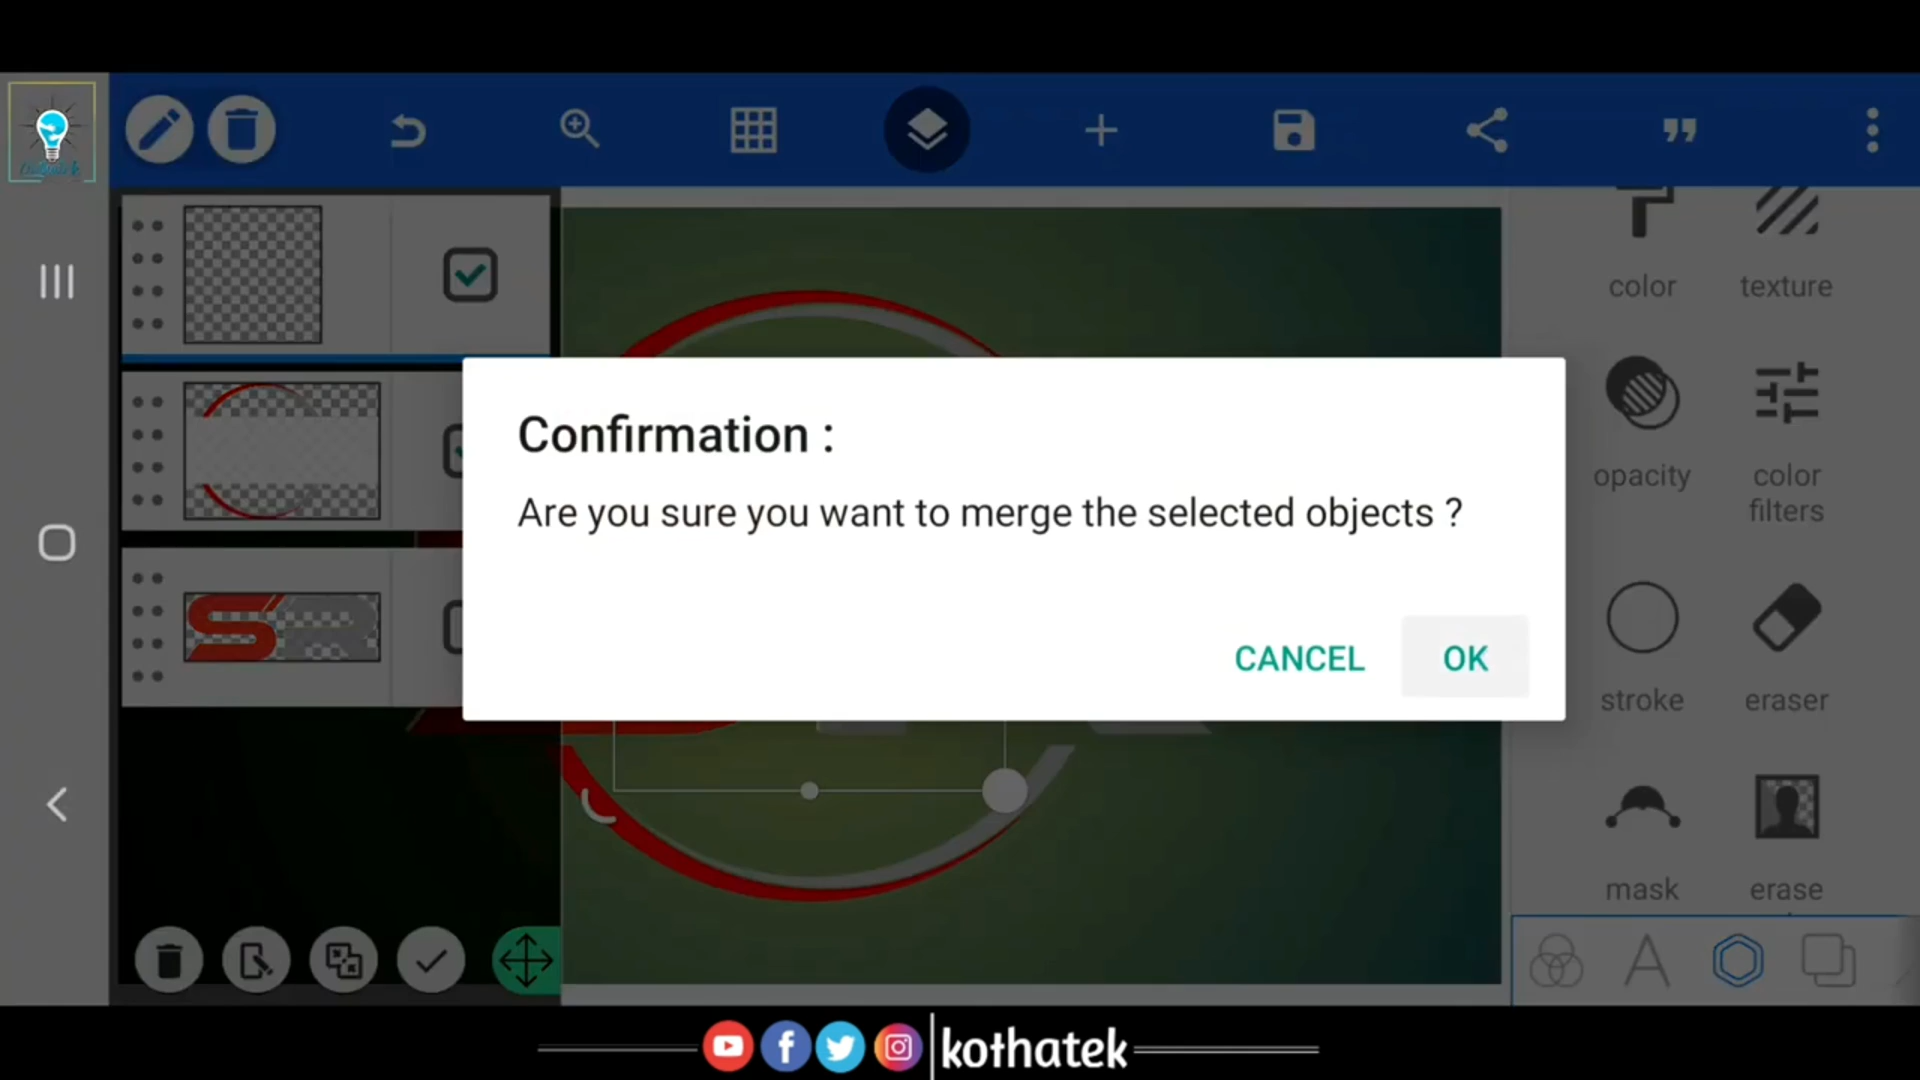 color
texture
Confirmation :
Are you sure you want to merge the selected objects ?
opacity
color
filters
CANCEL
OK
stroke
eraser
mask
erase
SR
A
kothatek